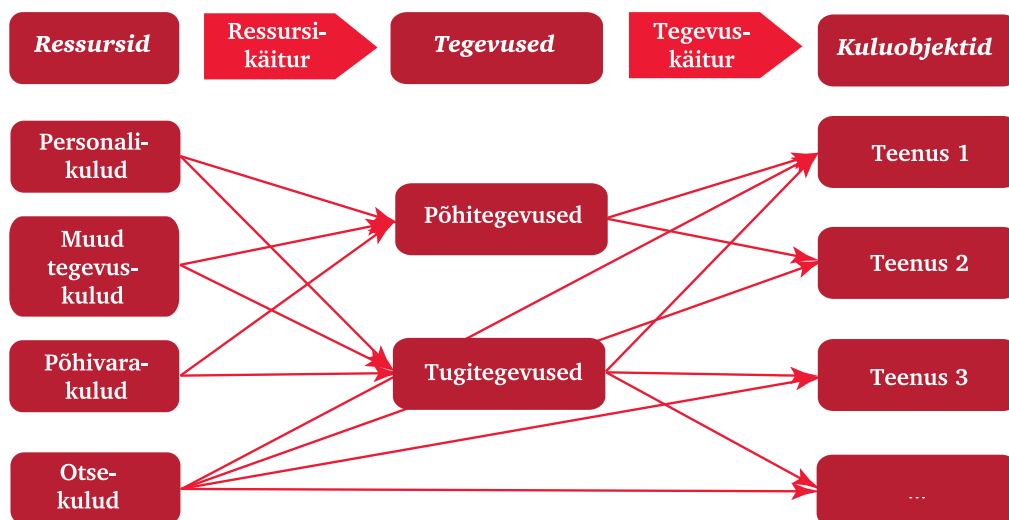 Ressursid
Ressursi-
käitur
Tegevused
Tegevus-
käitur
Kuluobjektid
Personali-
kulud
Muud
tegevus-
kulud
Põhivara-
kulud
Otse-
kulud
Põhitegevused
Tugitegevused
Teenus 1
Teenus 2
Teenus 3
...